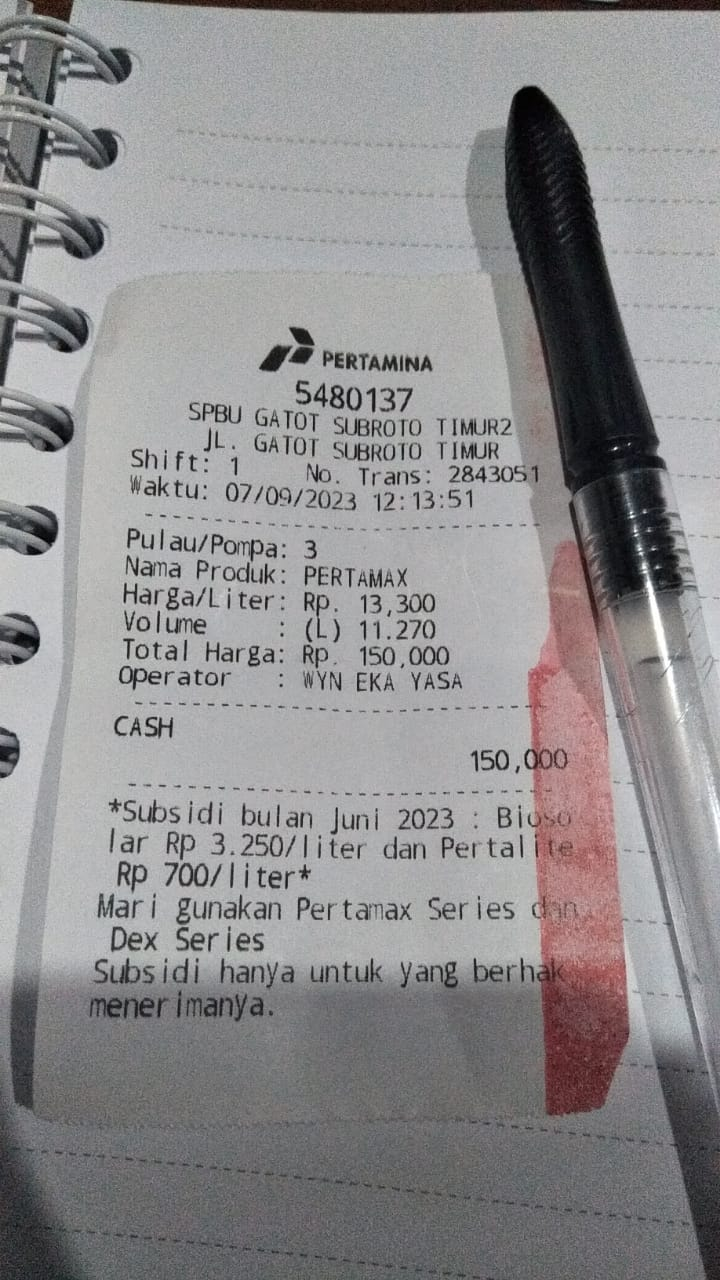 PERTAMINA
5480137
SPBU GATOT SUBROTO TIMUR2
JL. GATOT SUBROTO TIMUR
Shift: 1 No. Trans: 2843051
Waktu: 07/09/2023 12:13:51
Pulau/Pompa: 3
Nama Produk: PERTAMAX
Harga/Liter: Rp. 13,300
Volume : (L) 11.270
Total Harga: Rp. 150,000
Operator : WYN EKA YASA
CASH
150,000
*Subsidi bulan Juni 2023 : Bioso
lar Rp 3.250/liter dan Pertalite
Rp 700/liter*
Mari gunakan Pertamax Series dan
Dex Series
Subsidi hanya untuk yang berhak
menerimanya.